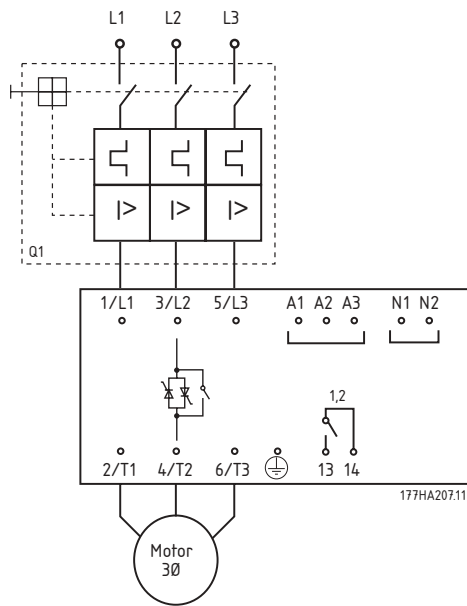 L1 L2 L3
I> I> I>
Q1
1/L1 3/L2 5/L3 A1 A2 A3 N1 N2
1,2
13 14
2/T1 4/T2 6/T3
177HA207.11
Motor
3Ø